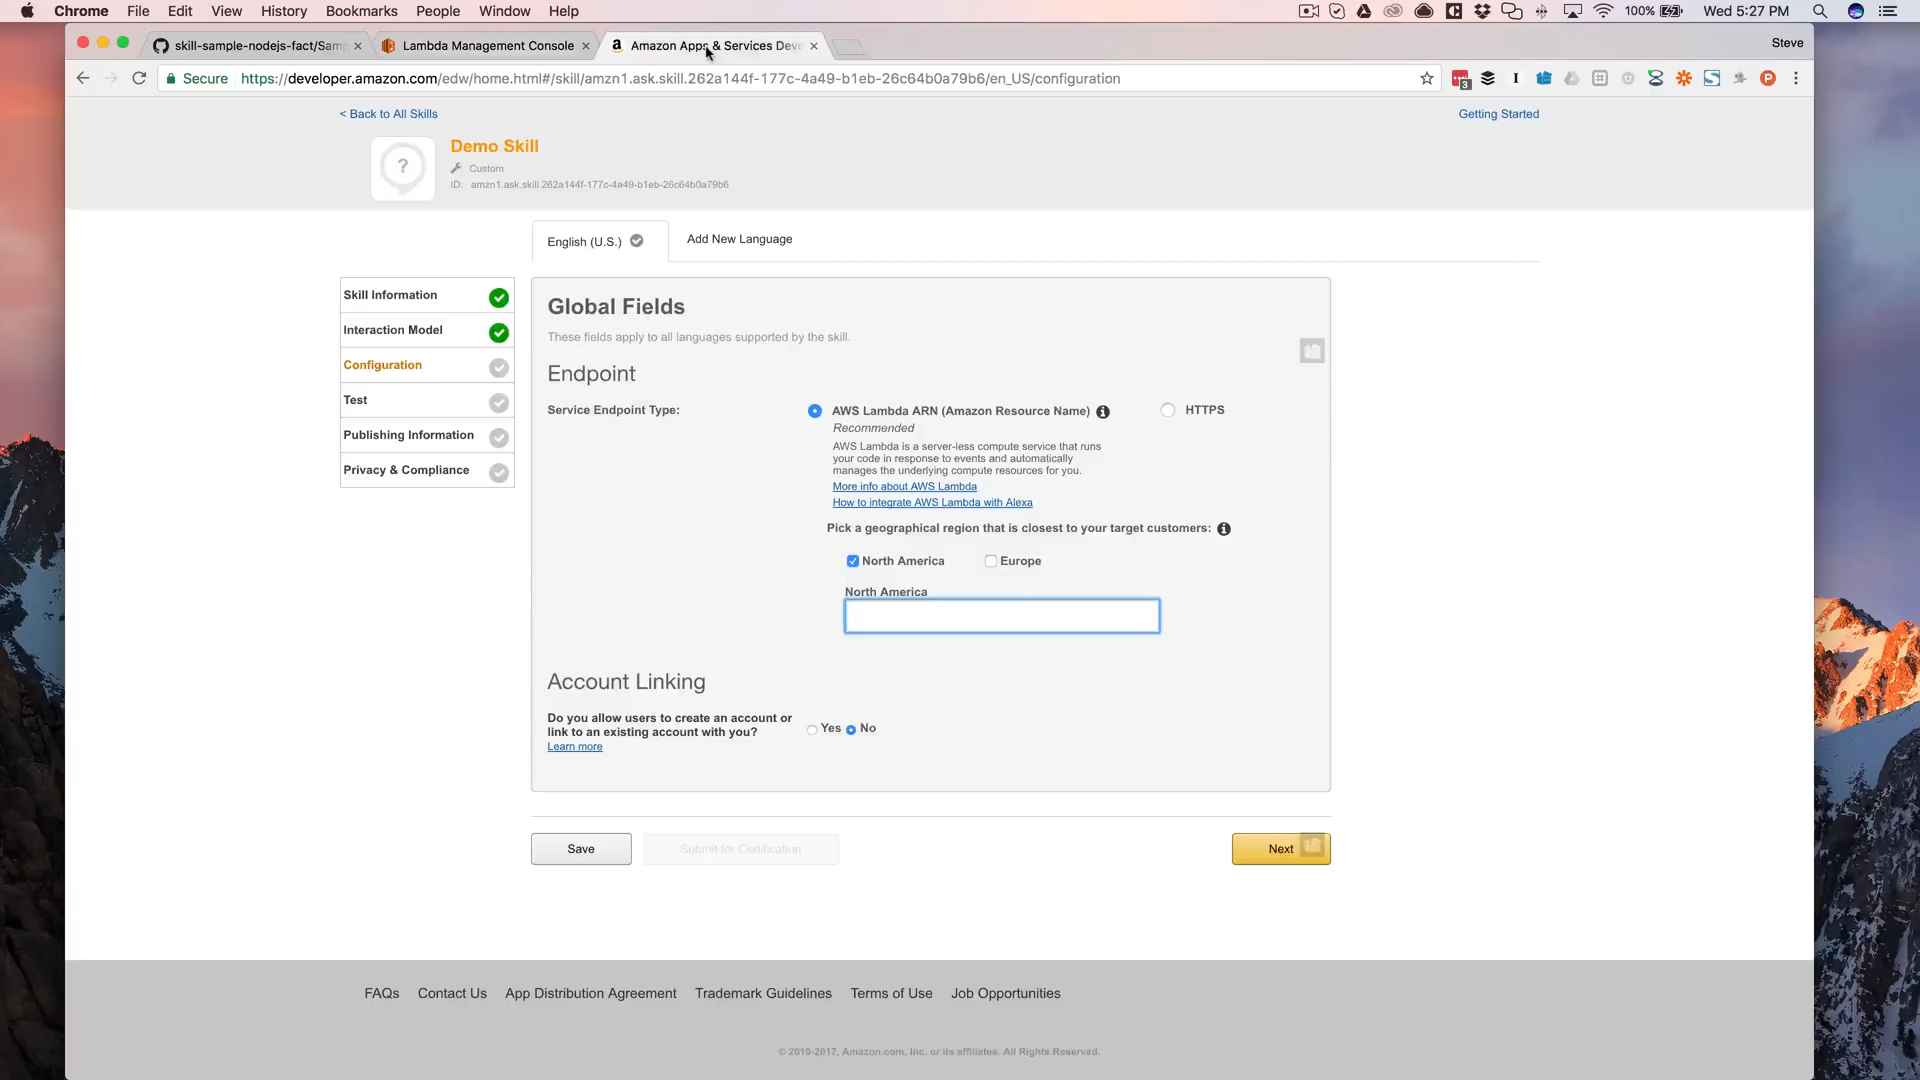 Chrome File Edit View History Bookmarks People Window Help 100% Wed 5:27 PM
skill-sample-nodejs-fact/Sam Lambda Management Console Amazon Apps & Services Deve Steve
Secure https://developer.amazon.com/edw/home.html#/skill/amzn1.ask.skill.262a144f-177c-4a49-b1eb-26c64b0a79b6/en_US/configuration
< Back to All Skills Getting Started
Demo Skill
Custom
ID: amzn1.ask.skill.262a144f-177c-4a49-b1eb-26c64b0a79b6
English (U.S.) Add New Language
Skill Information
Interaction Model
Configuration
Test
Publishing Information
Privacy & Compliance
Global Fields
These fields apply to all languages supported by the skill.
Endpoint
Service Endpoint Type: AWS Lambda ARN (Amazon Resource Name) HTTPS
Recommended
AWS Lambda is a server-less compute service that runs
your code in response to events and automatically
manages the underlying compute resources for you.
More info about AWS Lambda
How to integrate AWS Lambda with Alexa
Pick a geographical region that is closest to your target customers:
North America Europe
North America
Account Linking
Do you allow users to create an account or
link to an existing account with you? Yes No
Learn more
Save Submit for Certification Next
FAQs Contact Us App Distribution Agreement Trademark Guidelines Terms of Use Job Opportunities
© 2010-2017, Amazon.com, Inc. or its affiliates. All Rights Reserved.